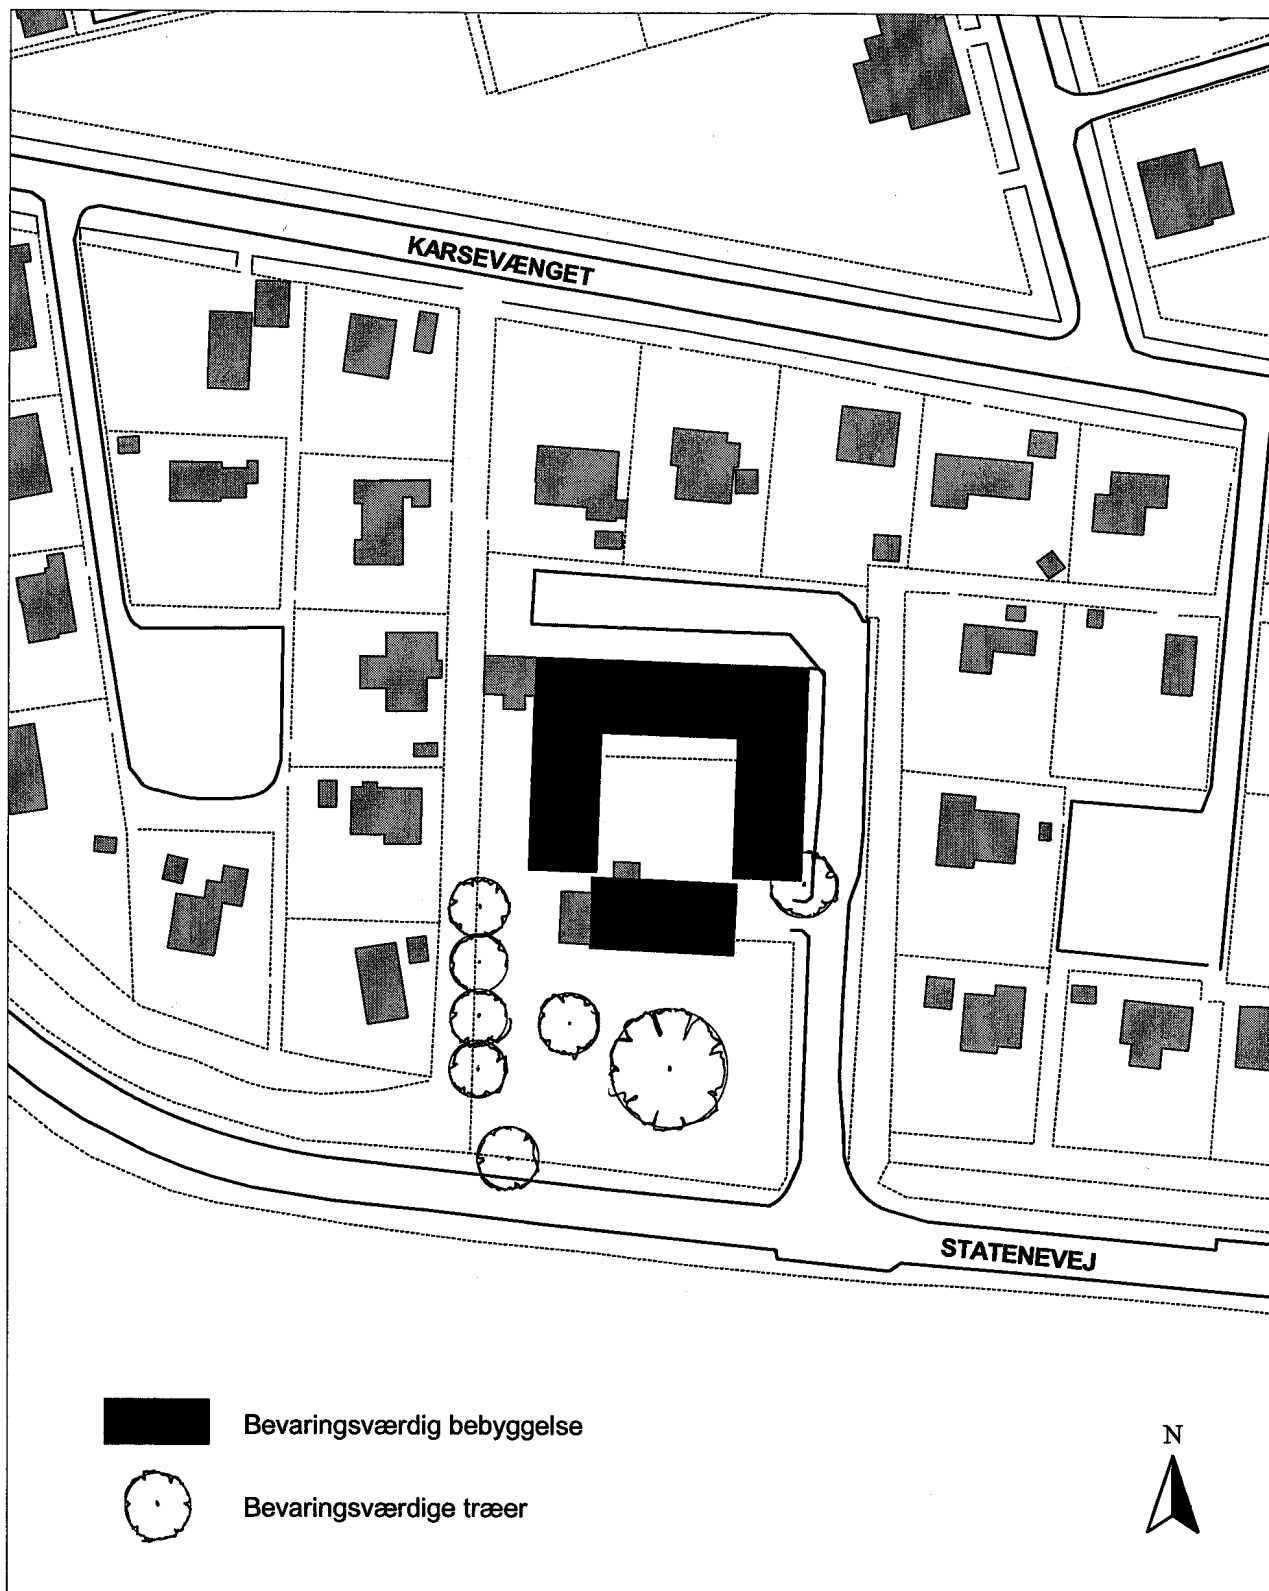 KARSEVÆNGET
STATENEVEJ
Bevaringsværdig bebyggelse
N
Bevaringsværdige træer